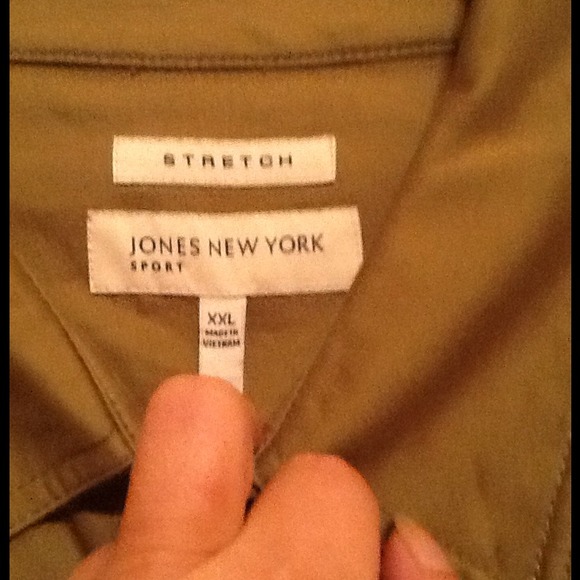 STRETCH
JONES NEW YORK
SPORT
XXL
MADE IN
VIETNAM